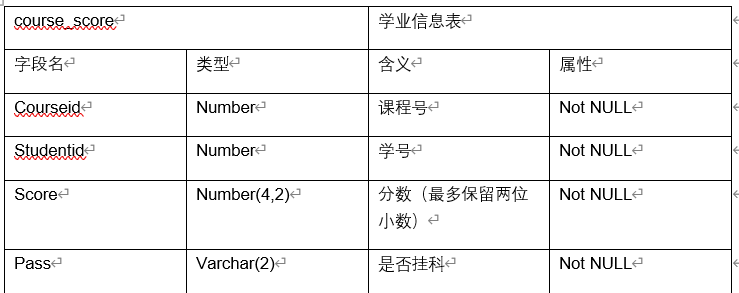 course_score 学业信息表
字段名 类型 含义 属性
Courseid Number 课程号 Not NULL
Studentid Number 学号 Not NULL
Score Number(4,2) 分数（最多保留两位
小数） Not NULL
Pass Varchar(2) 是否挂科 Not NULL